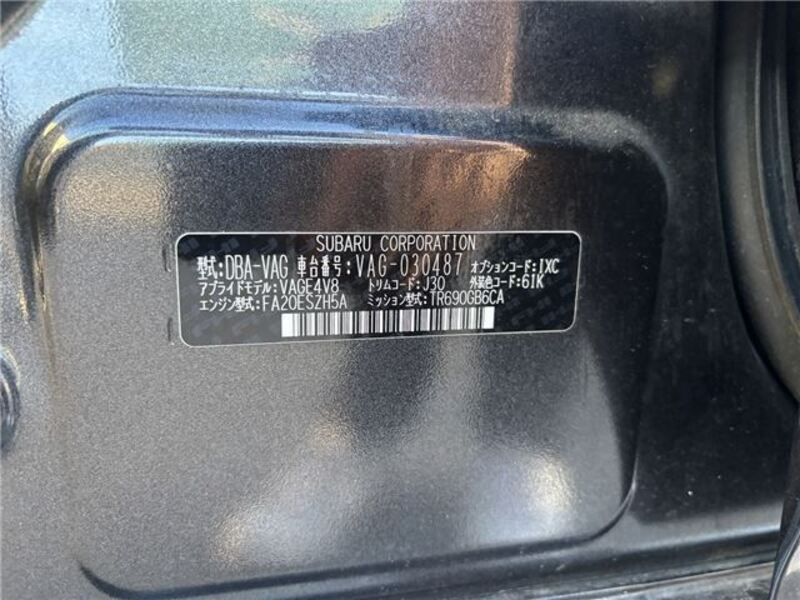 SUBARU CORPORATION
型式:DBA-VAG 車台番号:VAG-030487 オプションコード:IXC
アプライドモデル:VAGE4V8 トリムコード:J30 外装色コード:61K
エンジン型式:FA20ESZH5A ミッション型式:TR690GB6CA